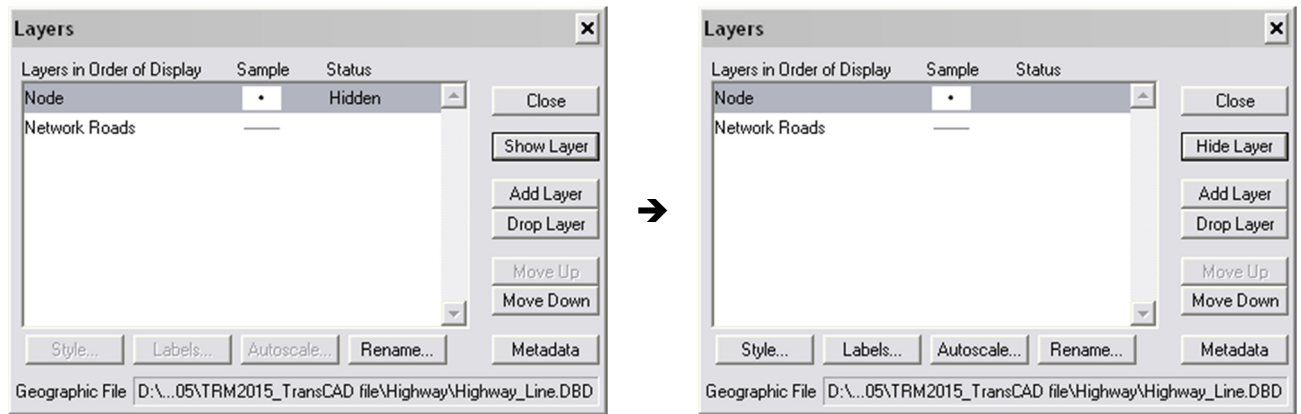 Layers
Layers in Order of Display Sample Status
Node Hidden
Network Roads
Close
Show Layer
Add Layer
Drop Layer
Move Up
Move Down
Style... Labels... Autoscale... Rename... Metadata
Geographic File D:\...05\TRM2015_TransCAD file\Highway\Highway_Line.DBD
➔
Layers
Layers in Order of Display Sample Status
Node
Network Roads
Close
Hide Layer
Add Layer
Drop Layer
Move Up
Move Down
Style... Labels... Autoscale... Rename... Metadata
Geographic File D:\...05\TRM2015_TransCAD file\Highway\Highway_Line.DBD